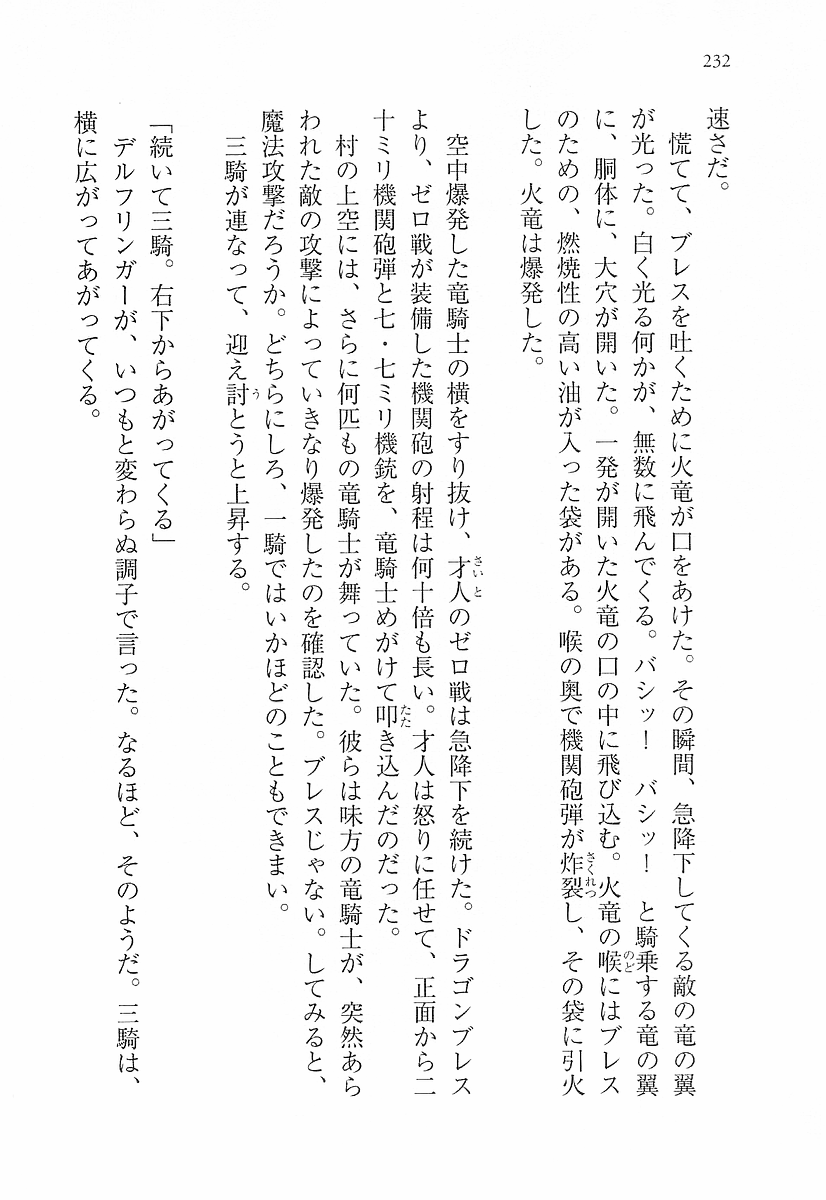 232
速さだ。
慌てて、ブレスを吐くために火竜が口をあけた。その瞬間、急降下してくる敵の竜の翼
が光った。白く光る何かが、無数に飛んでくる。バシッ！　バシッ！　と騎乗する竜の翼
に、胴体に、大穴が開いた。一発が開いた火竜の口の中に飛び込む。火竜の喉にはブレス
のための、燃焼性の高い油が入った袋がある。喉の奥で機関砲弾が炸裂し、その袋に引火
した。火竜は爆発した。
空中爆発した竜騎士の横をすり抜け、才人のゼロ戦は急降下を続けた。ドラゴンブレス
より、ゼロ戦が装備した機関砲の射程は何十倍も長い。才人は怒りに任せて、正面から二
十ミリ機関砲弾と七・七ミリ機銃を、竜騎士めがけて叩き込んだのだった。
村の上空には、さらに何匹もの竜騎士が舞っていた。彼らは味方の竜騎士が、突然あら
われた敵の攻撃によっていきなり爆発したのを確認した。ブレスじゃない。してみると、
魔法攻撃だろうか。どちらにしろ、一騎ではいかほどのこともできまい。
三騎が連なって、迎え討とうと上昇する。
「続いて三騎。右下からあがってくる」
デルフリンガーが、いつもと変わらぬ調子で言った。なるほど、そのようだ。三騎は、
横に広がってあがってくる。